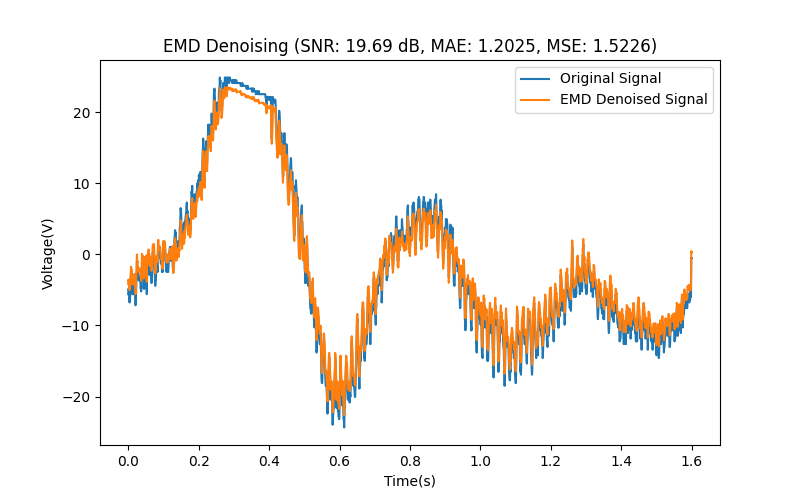 EMD Denoising (SNR: 19.69 dB, MAE: 1.2025, MSE: 1.5226)
Original Signal
EMD Denoised Signal
Voltage(V)
20
10
0
−10
−20
0.0 0.2 0.4 0.6 0.8 1.0 1.2 1.4 1.6
Time(s)